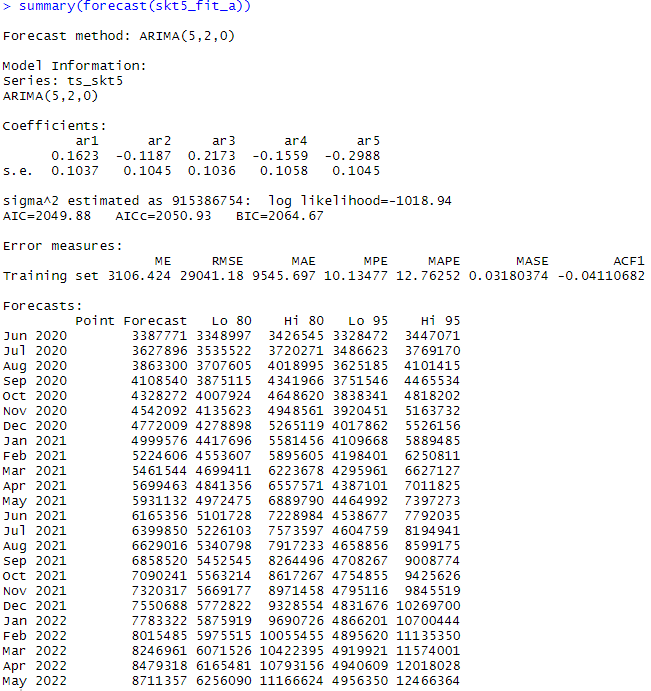 > summary(forecast(skt5_fit_a))
Forecast method: ARIMA(5,2,0)
Model Information:
Series: ts_skt5
ARIMA(5,2,0)
Coefficients:
ar1 ar2 ar3 ar4 ar5
0.1623 -0.1187 0.2173 -0.1559 -0.2988
s.e. 0.1037 0.1045 0.1036 0.1058 0.1045
sigma^2 estimated as 915386754: log likelihood=-1018.94
AIC=2049.88 AICc=2050.93 BIC=2064.67
Error measures:
ME RMSE MAE MPE MAPE MASE ACF1
Training set 3106.424 29041.18 9545.697 10.13477 12.76252 0.03180374 -0.04110682
Forecasts:
Point Forecast Lo 80 Hi 80 Lo 95 Hi 95
Jun 2020 3387771 3348997 3426545 3328472 3447071
Jul 2020 3627896 3535522 3720271 3486623 3769170
Aug 2020 3863300 3707605 4018995 3625185 4101415
Sep 2020 4108540 3875115 4341966 3751546 4465534
Oct 2020 4328272 4007924 4648620 3838341 4818202
Nov 2020 4542092 4135623 4948561 3920451 5163732
Dec 2020 4772009 4278898 5265119 4017862 5526156
Jan 2021 4999576 4417696 5581456 4109668 5889485
Feb 2021 5224606 4553607 5895605 4198401 6250811
Mar 2021 5461544 4699411 6223678 4295961 6627127
Apr 2021 5699463 4841356 6557571 4387101 7011825
May 2021 5931132 4972475 6889790 4464992 7397273
Jun 2021 6165356 5101728 7228984 4538677 7792035
Jul 2021 6399850 5226103 7573597 4604759 8194941
Aug 2021 6629016 5340798 7917233 4658856 8599175
Sep 2021 6858520 5452545 8264496 4708267 9008774
Oct 2021 7090241 5563214 8617267 4754855 9425626
Nov 2021 7320317 5669177 8971458 4795116 9845519
Dec 2021 7550688 5772822 9328554 4831676 10269700
Jan 2022 7783322 5875919 9690726 4866201 10700444
Feb 2022 8015485 5975515 10055455 4895620 11135350
Mar 2022 8246961 6071526 10422395 4919921 11574001
Apr 2022 8479318 6165481 10793156 4940609 12018028
May 2022 8711357 6256090 11166624 4956350 12466364